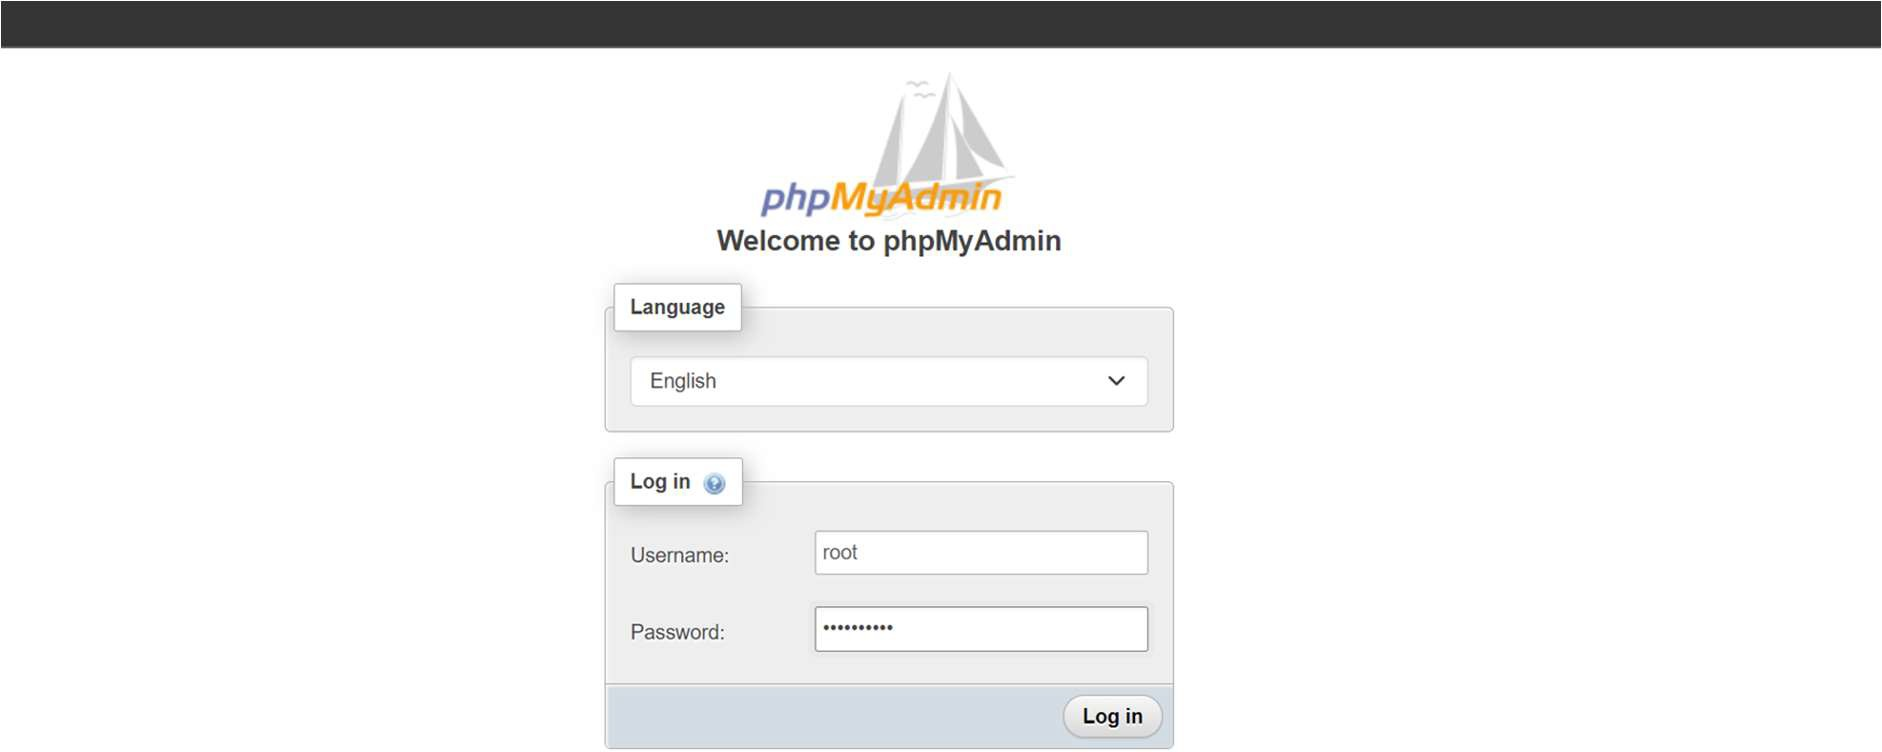 phpMyAdmin
Welcome to phpMyAdmin
Language
English
Log in
Username: root
Password: ••••••••••
Log in